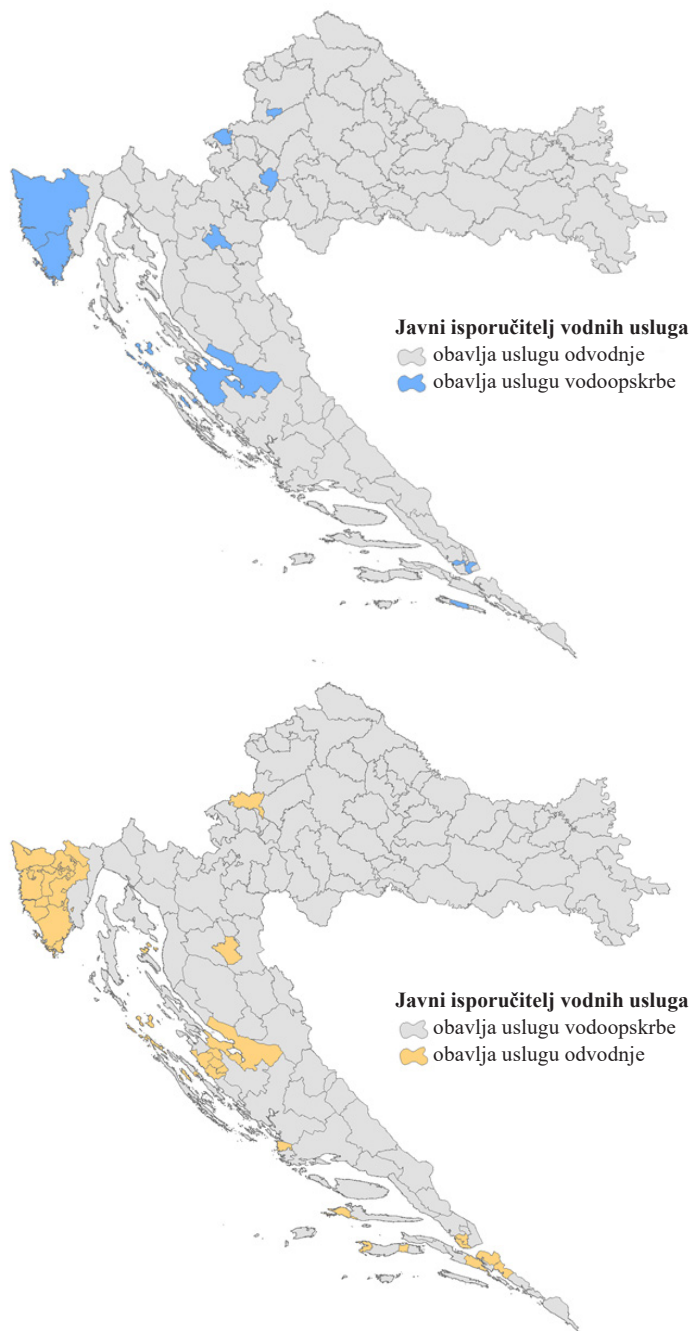 Javni isporučitelj vodnih usluga
obavlja uslugu odvodnje
obavlja uslugu vodoopskrbe
Javni isporučitelj vodnih usluga
obavlja uslugu vodoopskrbe
obavlja uslugu odvodnje